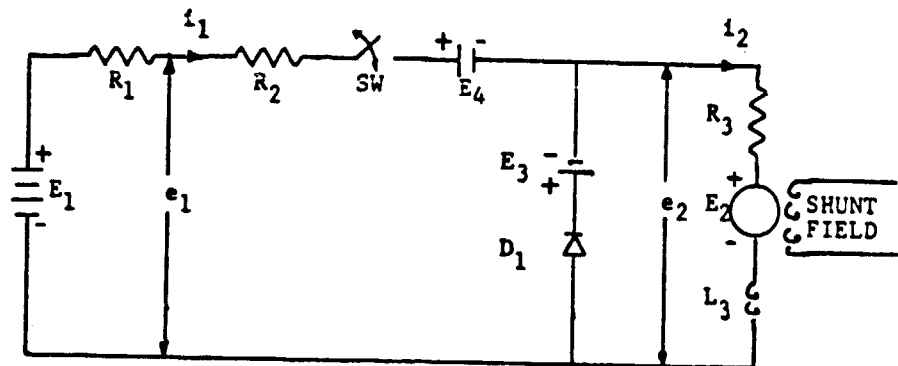 i₁
i₂
+ -
R₁
R₂
SW
E₄
R₃
+
E₁
-
e₁
E₃
-
+
e₂
+
E₂
-
SHUNT
FIELD
D₁
L₃